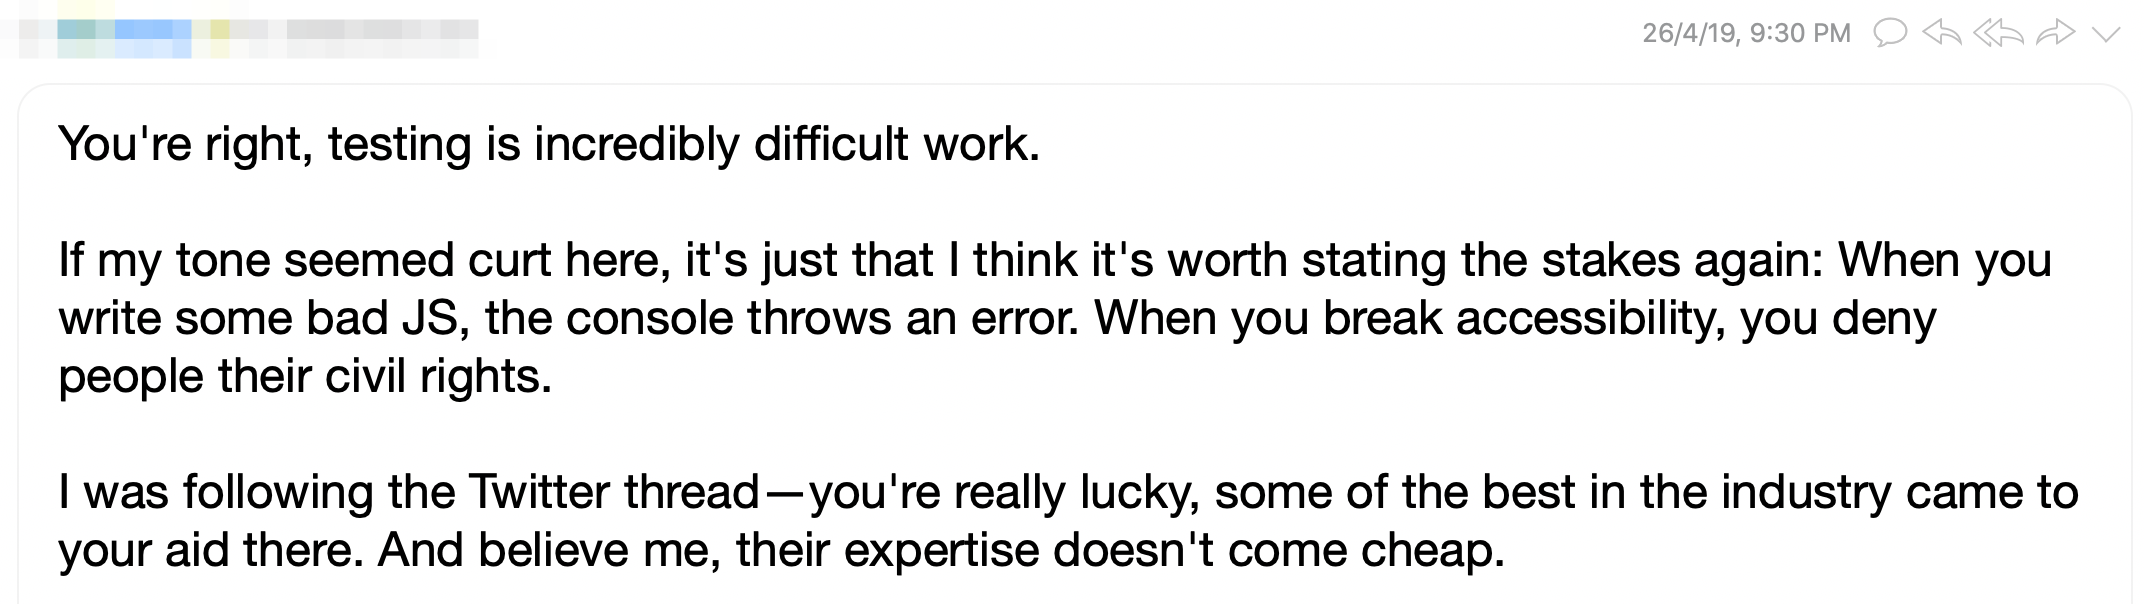 26/4/19, 9:30 PM
You're right, testing is incredibly difficult work.
If my tone seemed curt here, it's just that I think it's worth stating the stakes again: When you
write some bad JS, the console throws an error. When you break accessibility, you deny
people their civil rights.
I was following the Twitter thread—you're really lucky, some of the best in the industry came to
your aid there. And believe me, their expertise doesn't come cheap.